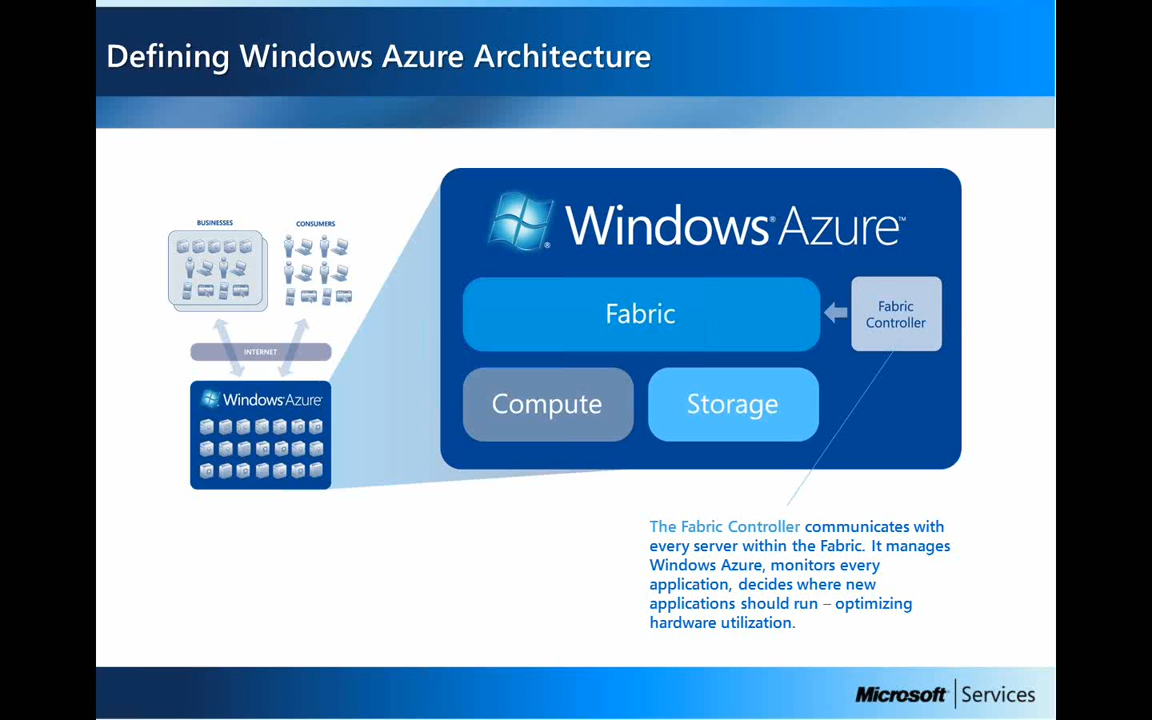 Defining Windows Azure Architecture
BUSINESSES
CONSUMERS
INTERNET
Windows Azure
Windows® Azure™
Fabric
Fabric
Controller
Compute
Storage
The Fabric Controller communicates with
every server within the Fabric. It manages
Windows Azure, monitors every
application, decides where new
applications should run – optimizing
hardware utilization.
Microsoft | Services